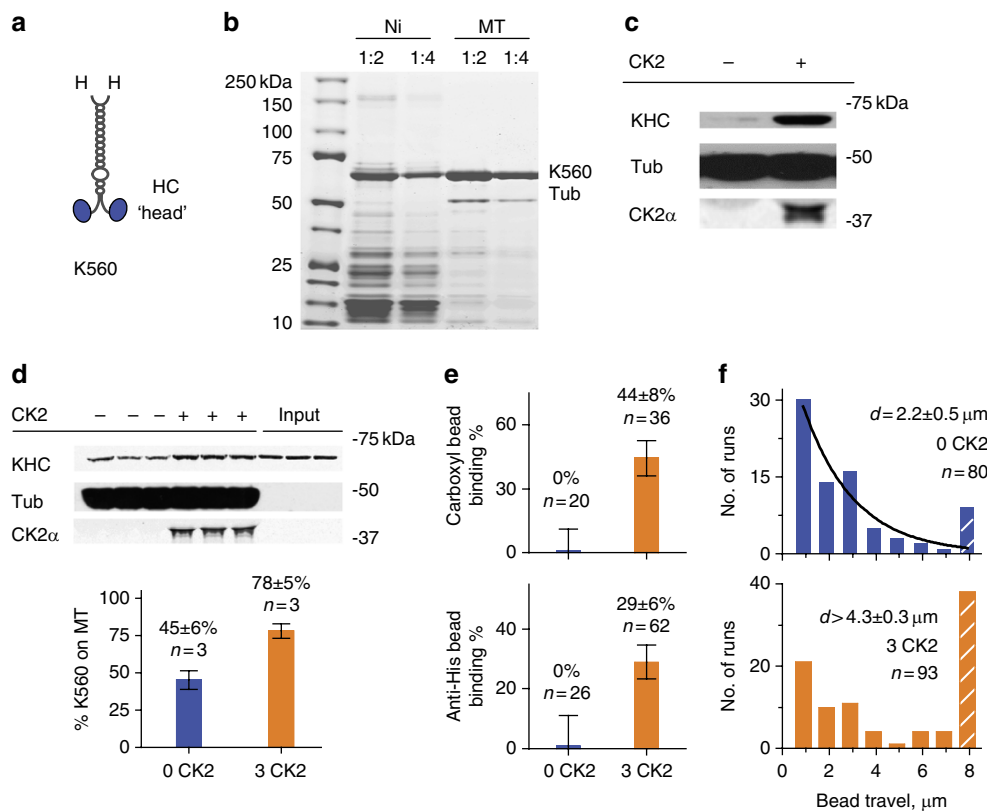 a
H H
HC
'head'
K560
b
Ni MT
1:2 1:4 1:2 1:4
250 kDa
150
100
75
50
25
10
K560
Tub
c
CK2 – +
-75 kDa
KHC
Tub
-50
CK2α
-37
d
CK2 – – – + + + Input
-75 kDa
KHC
Tub
-50
CK2α
-37
% K560 on MT
100
75
50
25
0
45±6%
n=3
78±5%
n=3
0 CK2 3 CK2
e
Carboxyl bead
binding %
60
30
0
0%
n=20
44±8%
n=36
Anti-His bead
binding %
40
20
0
0%
n=26
29±6%
n=62
0 CK2 3 CK2
f
No. of runs
30
15
0
d=2.2±0.5 μm
0 CK2
n=80
No. of runs
40
20
0
d>4.3±0.3 μm
3 CK2
n=93
0 2 4 6 8
Bead travel, μm